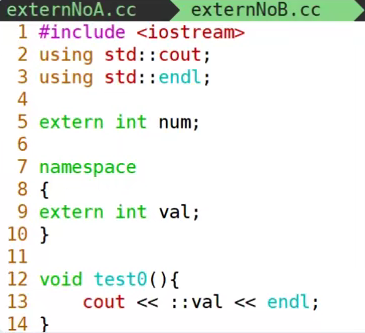 externNoA.cc externNoB.cc
1 #include <iostream>
2 using std::cout;
3 using std::endl;
4
5 extern int num;
6
7 namespace
8 {
9 extern int val;
10 }
11
12 void test0(){
13     cout << ::val << endl;
14 }